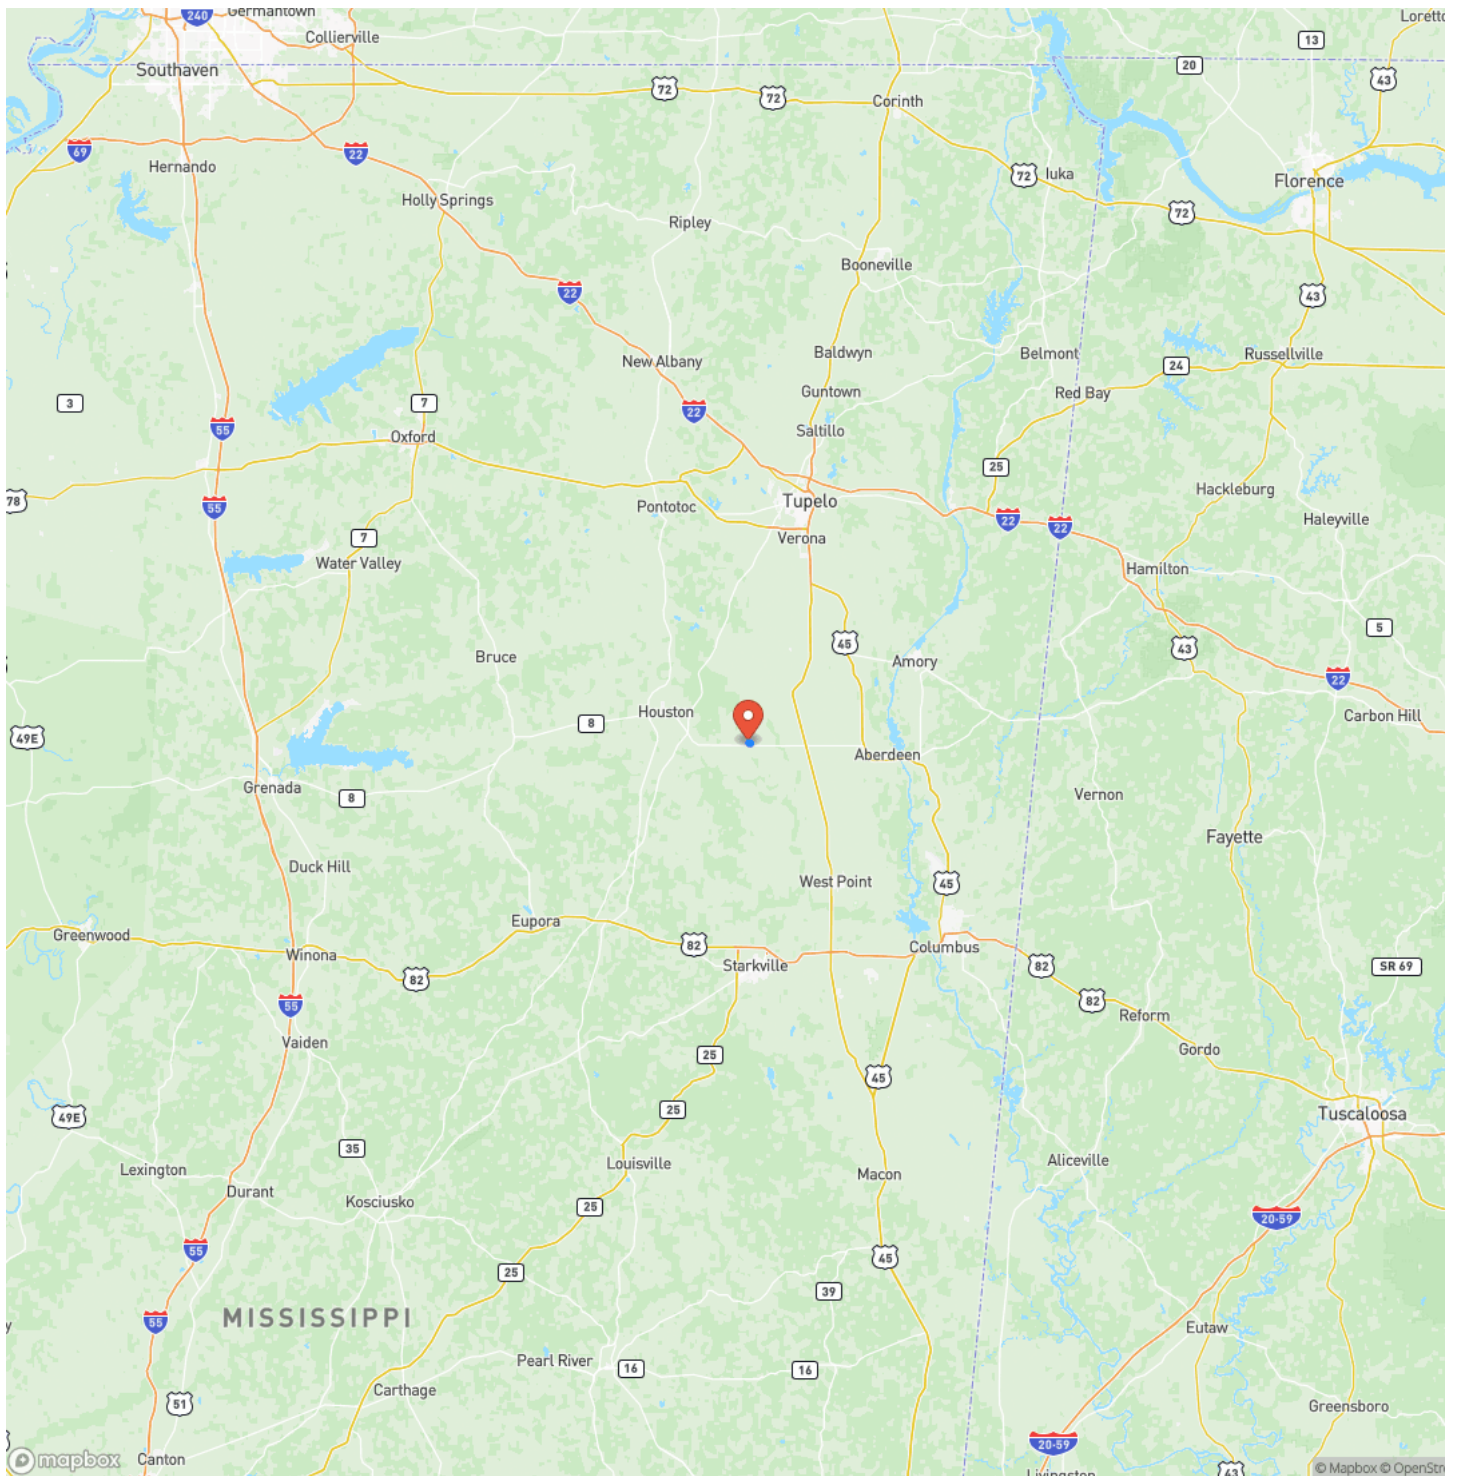 240
Germantown
Collierville
Southaven
72
72
Corinth
20
13
43
69
Hernando
22
72
Iuka
Florence
Holly Springs
Ripley
72
Booneville
22
43
Baldwyn
Belmont
Russellville
New Albany
24
3
7
22
Guntown
Red Bay
55
Oxford
Saltillo
25
Hackleburg
78
55
Pontotoc
Tupelo
22
22
Haleyville
7
Verona
Water Valley
Hamilton
5
Bruce
45
Amory
43
22
Houston
8
49E
Carbon Hill
Aberdeen
Grenada
8
Vernon
Fayette
Duck Hill
West Point
45
Greenwood
Eupora
82
Columbus
Winona
82
Starkville
82
SR 69
55
82
Reform
Vaiden
25
Gordo
45
49E
25
Tuscaloosa
35
Lexington
Louisville
Macon
Aliceville
Durant
Kosciusko
25
20-59
55
45
25
39
MISSISSIPPI
55
y
Eutaw
Pearl River
16
16
Carthage
51
Greensboro
20-59
mapbox
Canton
43
© Mapbox © OpenStr